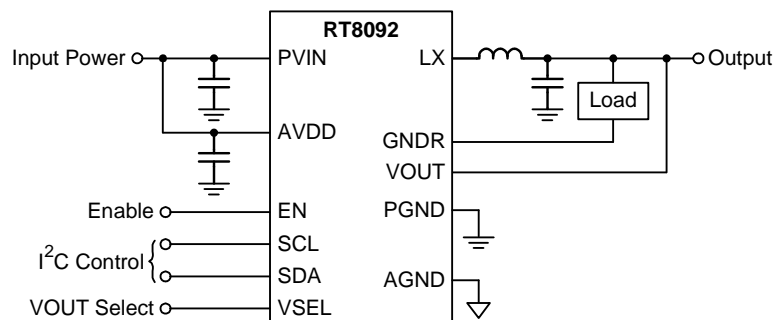 RT8092
Input Power
PVIN
LX
Output
Load
AVDD
GNDR
VOUT
Enable
EN
PGND
I²C Control
SCL
SDA
AGND
VOUT Select
VSEL